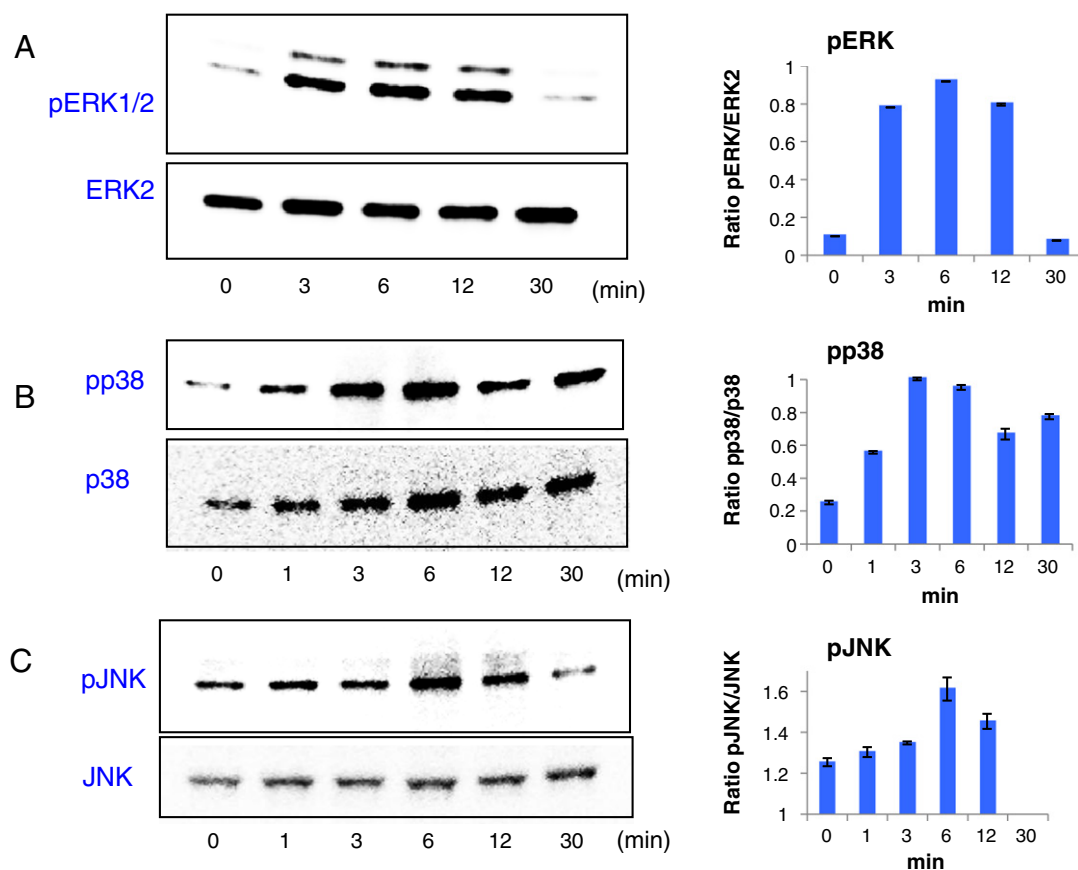 A
pERK1/2
ERK2
0 3 6 12 30 (min)
pERK
Ratio pERK/ERK2
1
0.8
0.6
0.4
0.2
0
0 3 6 12 30
min
B
pp38
p38
0 1 3 6 12 30 (min)
pp38
Ratio pp38/p38
1
0.8
0.6
0.4
0.2
0
0 1 3 6 12 30
min
C
pJNK
JNK
0 1 3 6 12 30 (min)
pJNK
Ratio pJNK/JNK
1.6
1.4
1.2
1
0 1 3 6 12 30
min